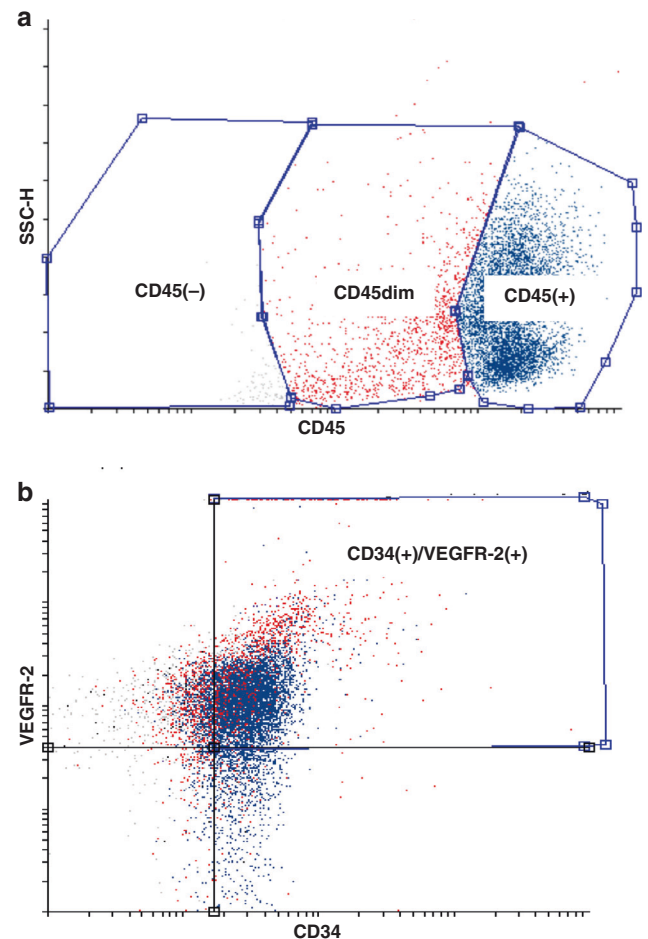 a
SSC-H
CD45(–)
CD45dim
CD45(+)
CD45
b
VEGFR-2
CD34(+)/VEGFR-2(+)
CD34